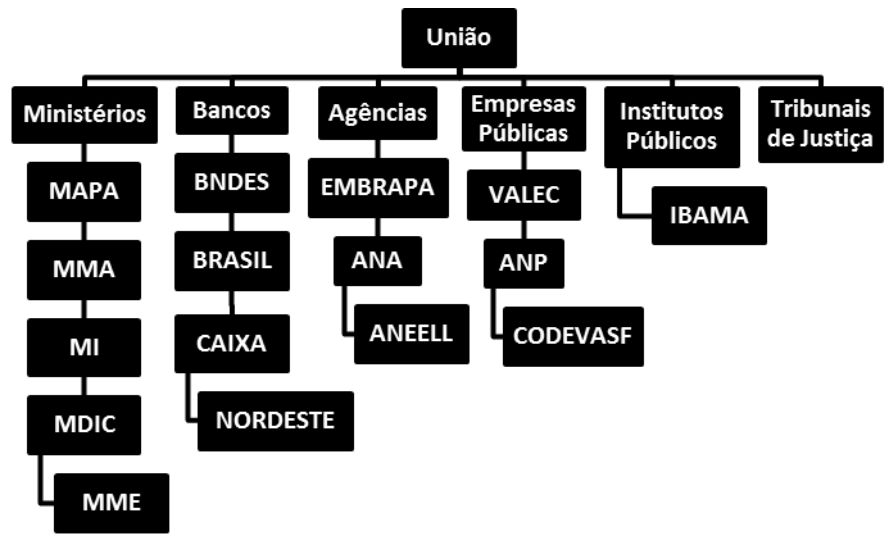 União
Ministérios
Bancos
Agências
Empresas
Públicas
Institutos
Públicos
Tribunais
de Justiça
MAPA
BNDES
EMBRAPA
VALEC
IBAMA
MMA
BRASIL
ANA
ANP
MI
CAIXA
ANEELL
CODEVASF
MDIC
NORDESTE
MME